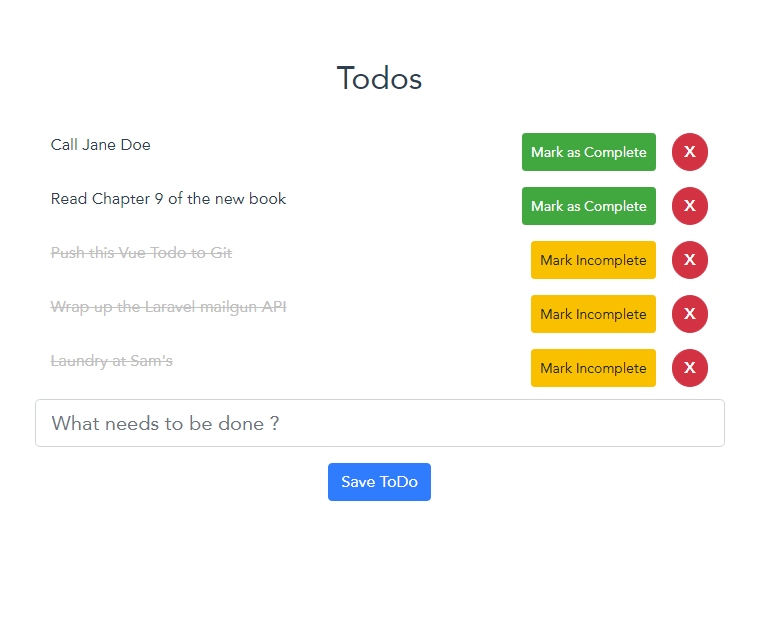 Todos
Call Jane Doe Mark as Complete X
Read Chapter 9 of the new book Mark as Complete X
Push this Vue Todo to Git Mark Incomplete X
Wrap up the Laravel mailgun API Mark Incomplete X
Laundry at Sam's Mark Incomplete X
What needs to be done ?
Save ToDo